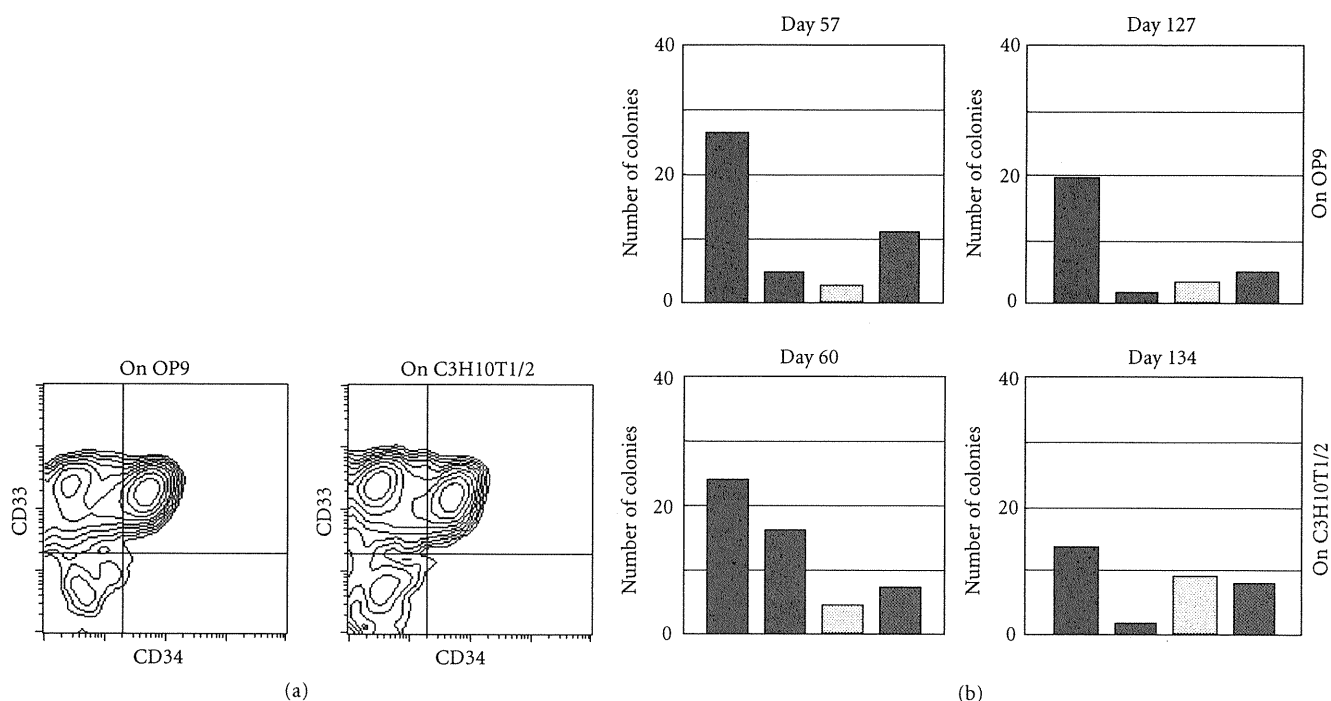 On OP9
CD33
CD34
On C3H10T1/2
CD33
CD34
(a)
Day 57
Number of colonies
40
20
0
Day 127
Number of colonies
40
20
0
On OP9
Day 60
Number of colonies
40
20
0
Day 134
Number of colonies
40
20
0
On C3H10T1/2
(b)